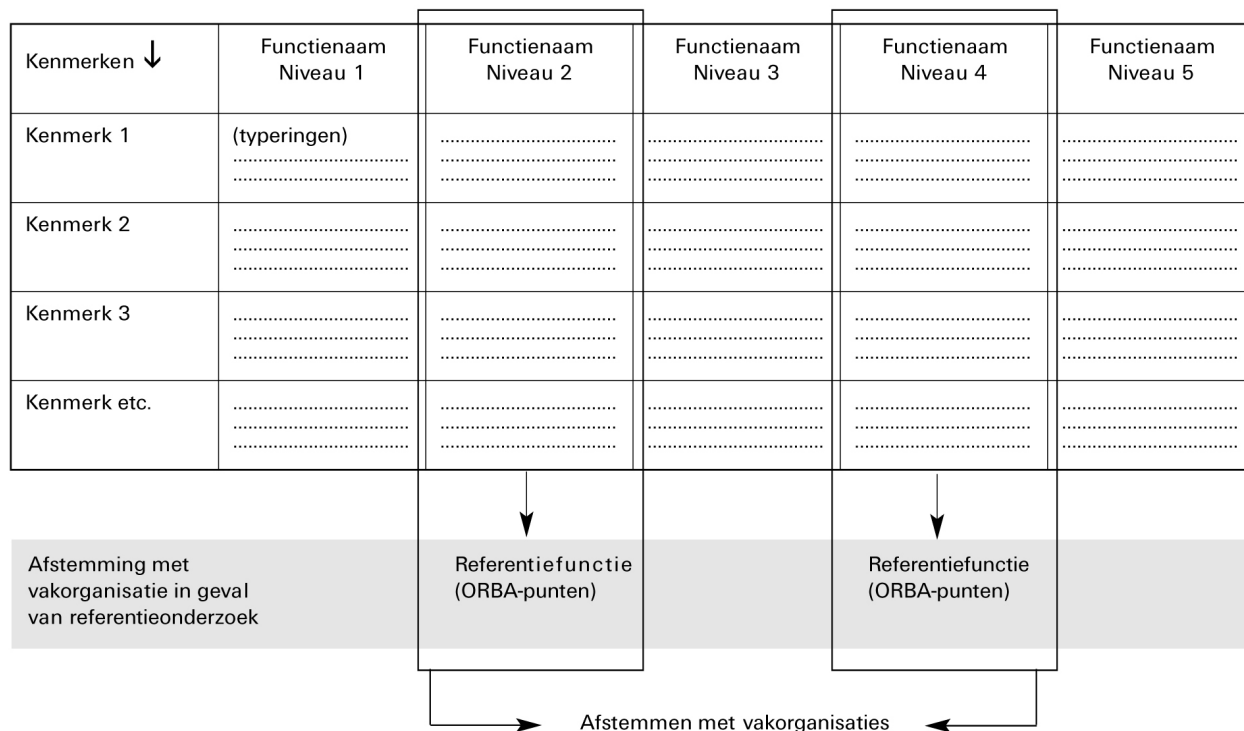 Kenmerken ↓
Functienaam
Niveau 1
Functienaam
Niveau 2
Functienaam
Niveau 3
Functienaam
Niveau 4
Functienaam
Niveau 5
Kenmerk 1
(typeringen)
Kenmerk 2
Kenmerk 3
Kenmerk etc.
Afstemming met
vakorganisatie in geval
van referentieonderzoek
Referentiefunctie
(ORBA-punten)
Referentiefunctie
(ORBA-punten)
Afstemmen met vakorganisaties